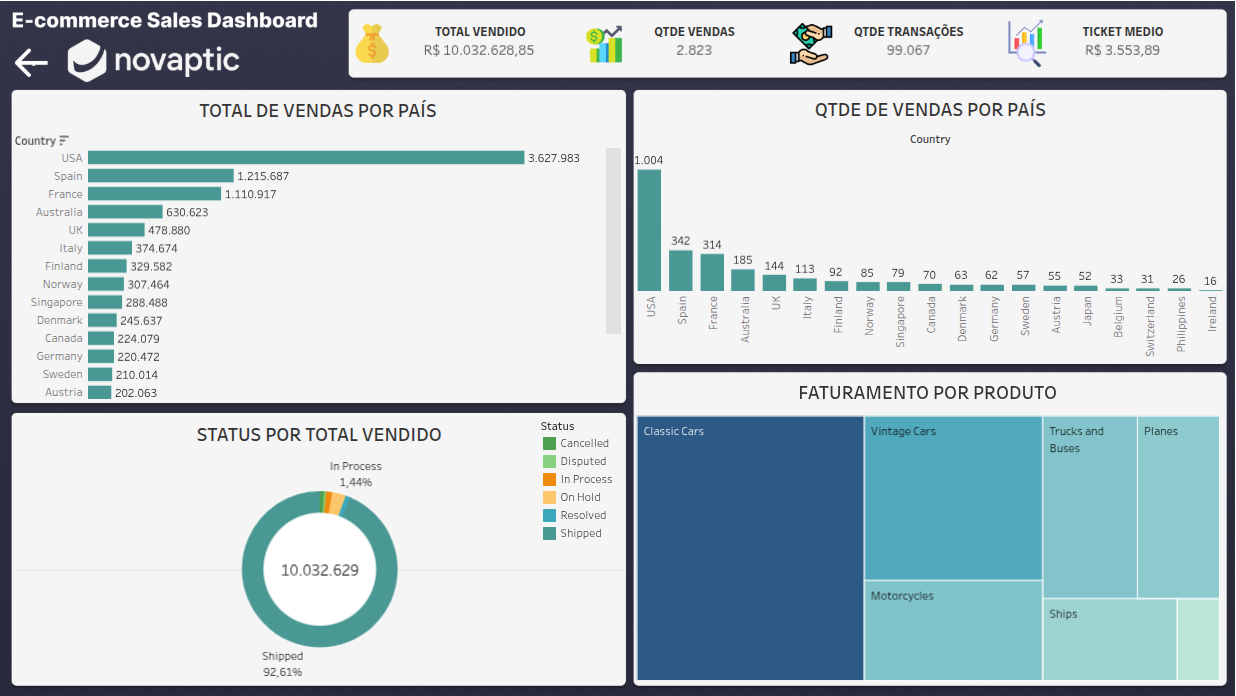 E-commerce Sales Dashboard
novaptic
TOTAL VENDIDO
R$ 10.032.628,85
QTDE VENDAS
2.823
QTDE TRANSAÇÕES
99.067
TICKET MEDIO
R$ 3.553,89
TOTAL DE VENDAS POR PAÍS
Country
USA 3.627.983
Spain 1.215.687
France 1.110.917
Australia 630.623
UK 478.880
Italy 374.674
Finland 329.582
Norway 307.464
Singapore 288.488
Denmark 245.637
Canada 224.079
Germany 220.472
Sweden 210.014
Austria 202.063
QTDE DE VENDAS POR PAÍS
Country
1.004 342 314 185 144 113 92 85 79 70 63 62 57 55 52 33 31 26 16
USA Spain France Australia UK Italy Finland Norway Singapore Canada Denmark Germany Sweden Austria Japan Belgium Switzerland Philippines Ireland
STATUS POR TOTAL VENDIDO
Status
Cancelled
Disputed
In Process
On Hold
Resolved
Shipped
In Process
1,44%
10.032.629
Shipped
92,61%
FATURAMENTO POR PRODUTO
Classic Cars
Vintage Cars
Motorcycles
Trucks and
Buses
Planes
Ships